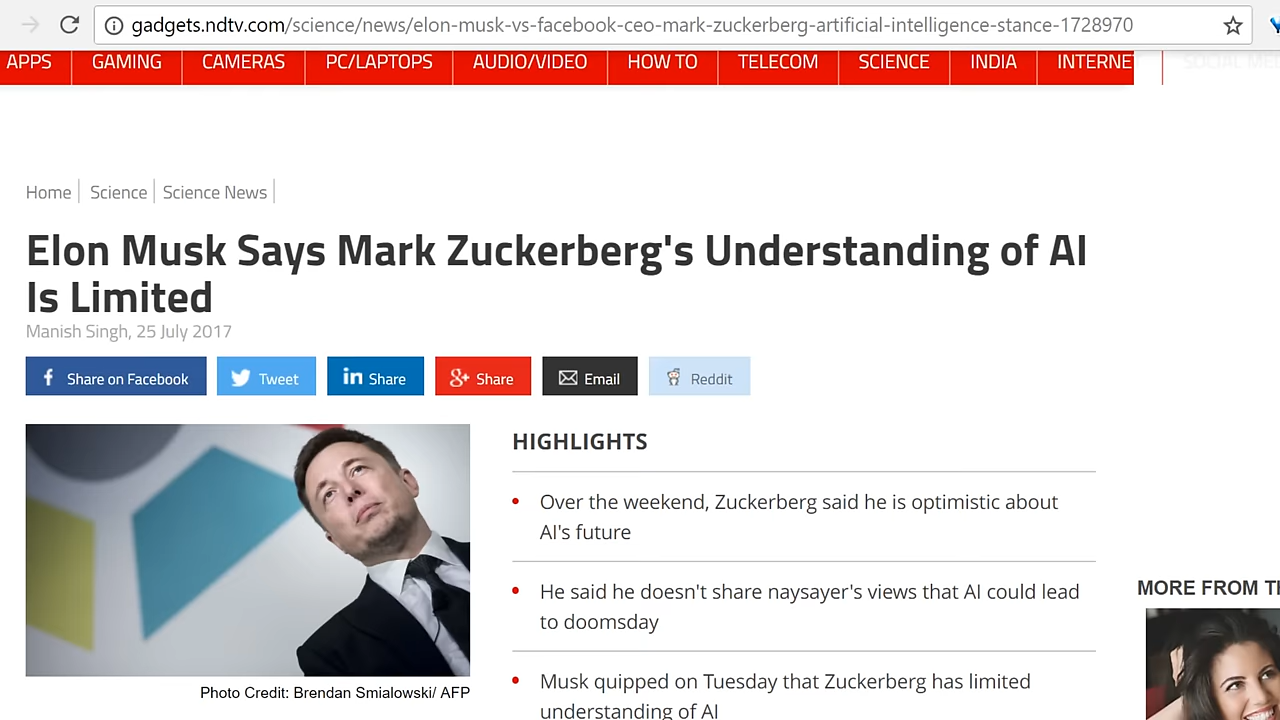 gadgets.ndtv.com/science/news/elon-musk-vs-facebook-ceo-mark-zuckerberg-artificial-intelligence-stance-1728970
APPS GAMING CAMERAS PC/LAPTOPS AUDIO/VIDEO HOW TO TELECOM SCIENCE INDIA INTERNET SOCIAL MED
Home Science Science News
Elon Musk Says Mark Zuckerberg's Understanding of AI
Is Limited
Manish Singh, 25 July 2017
Share on Facebook Tweet Share Share Email Reddit
HIGHLIGHTS
Over the weekend, Zuckerberg said he is optimistic about
AI's future
He said he doesn't share naysayer's views that AI could lead
to doomsday
Musk quipped on Tuesday that Zuckerberg has limited
understanding of AI
Photo Credit: Brendan Smialowski/ AFP
MORE FROM T